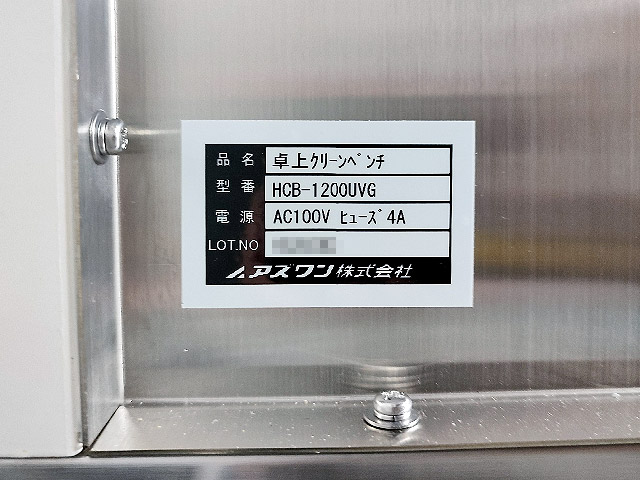 品名 卓上ｸﾘｰﾝﾍﾞﾝﾁ
型番 HCB-1200UVG
電源 AC100V ﾋｭｰｽﾞ4A
LOT.NO
アズワン株式会社